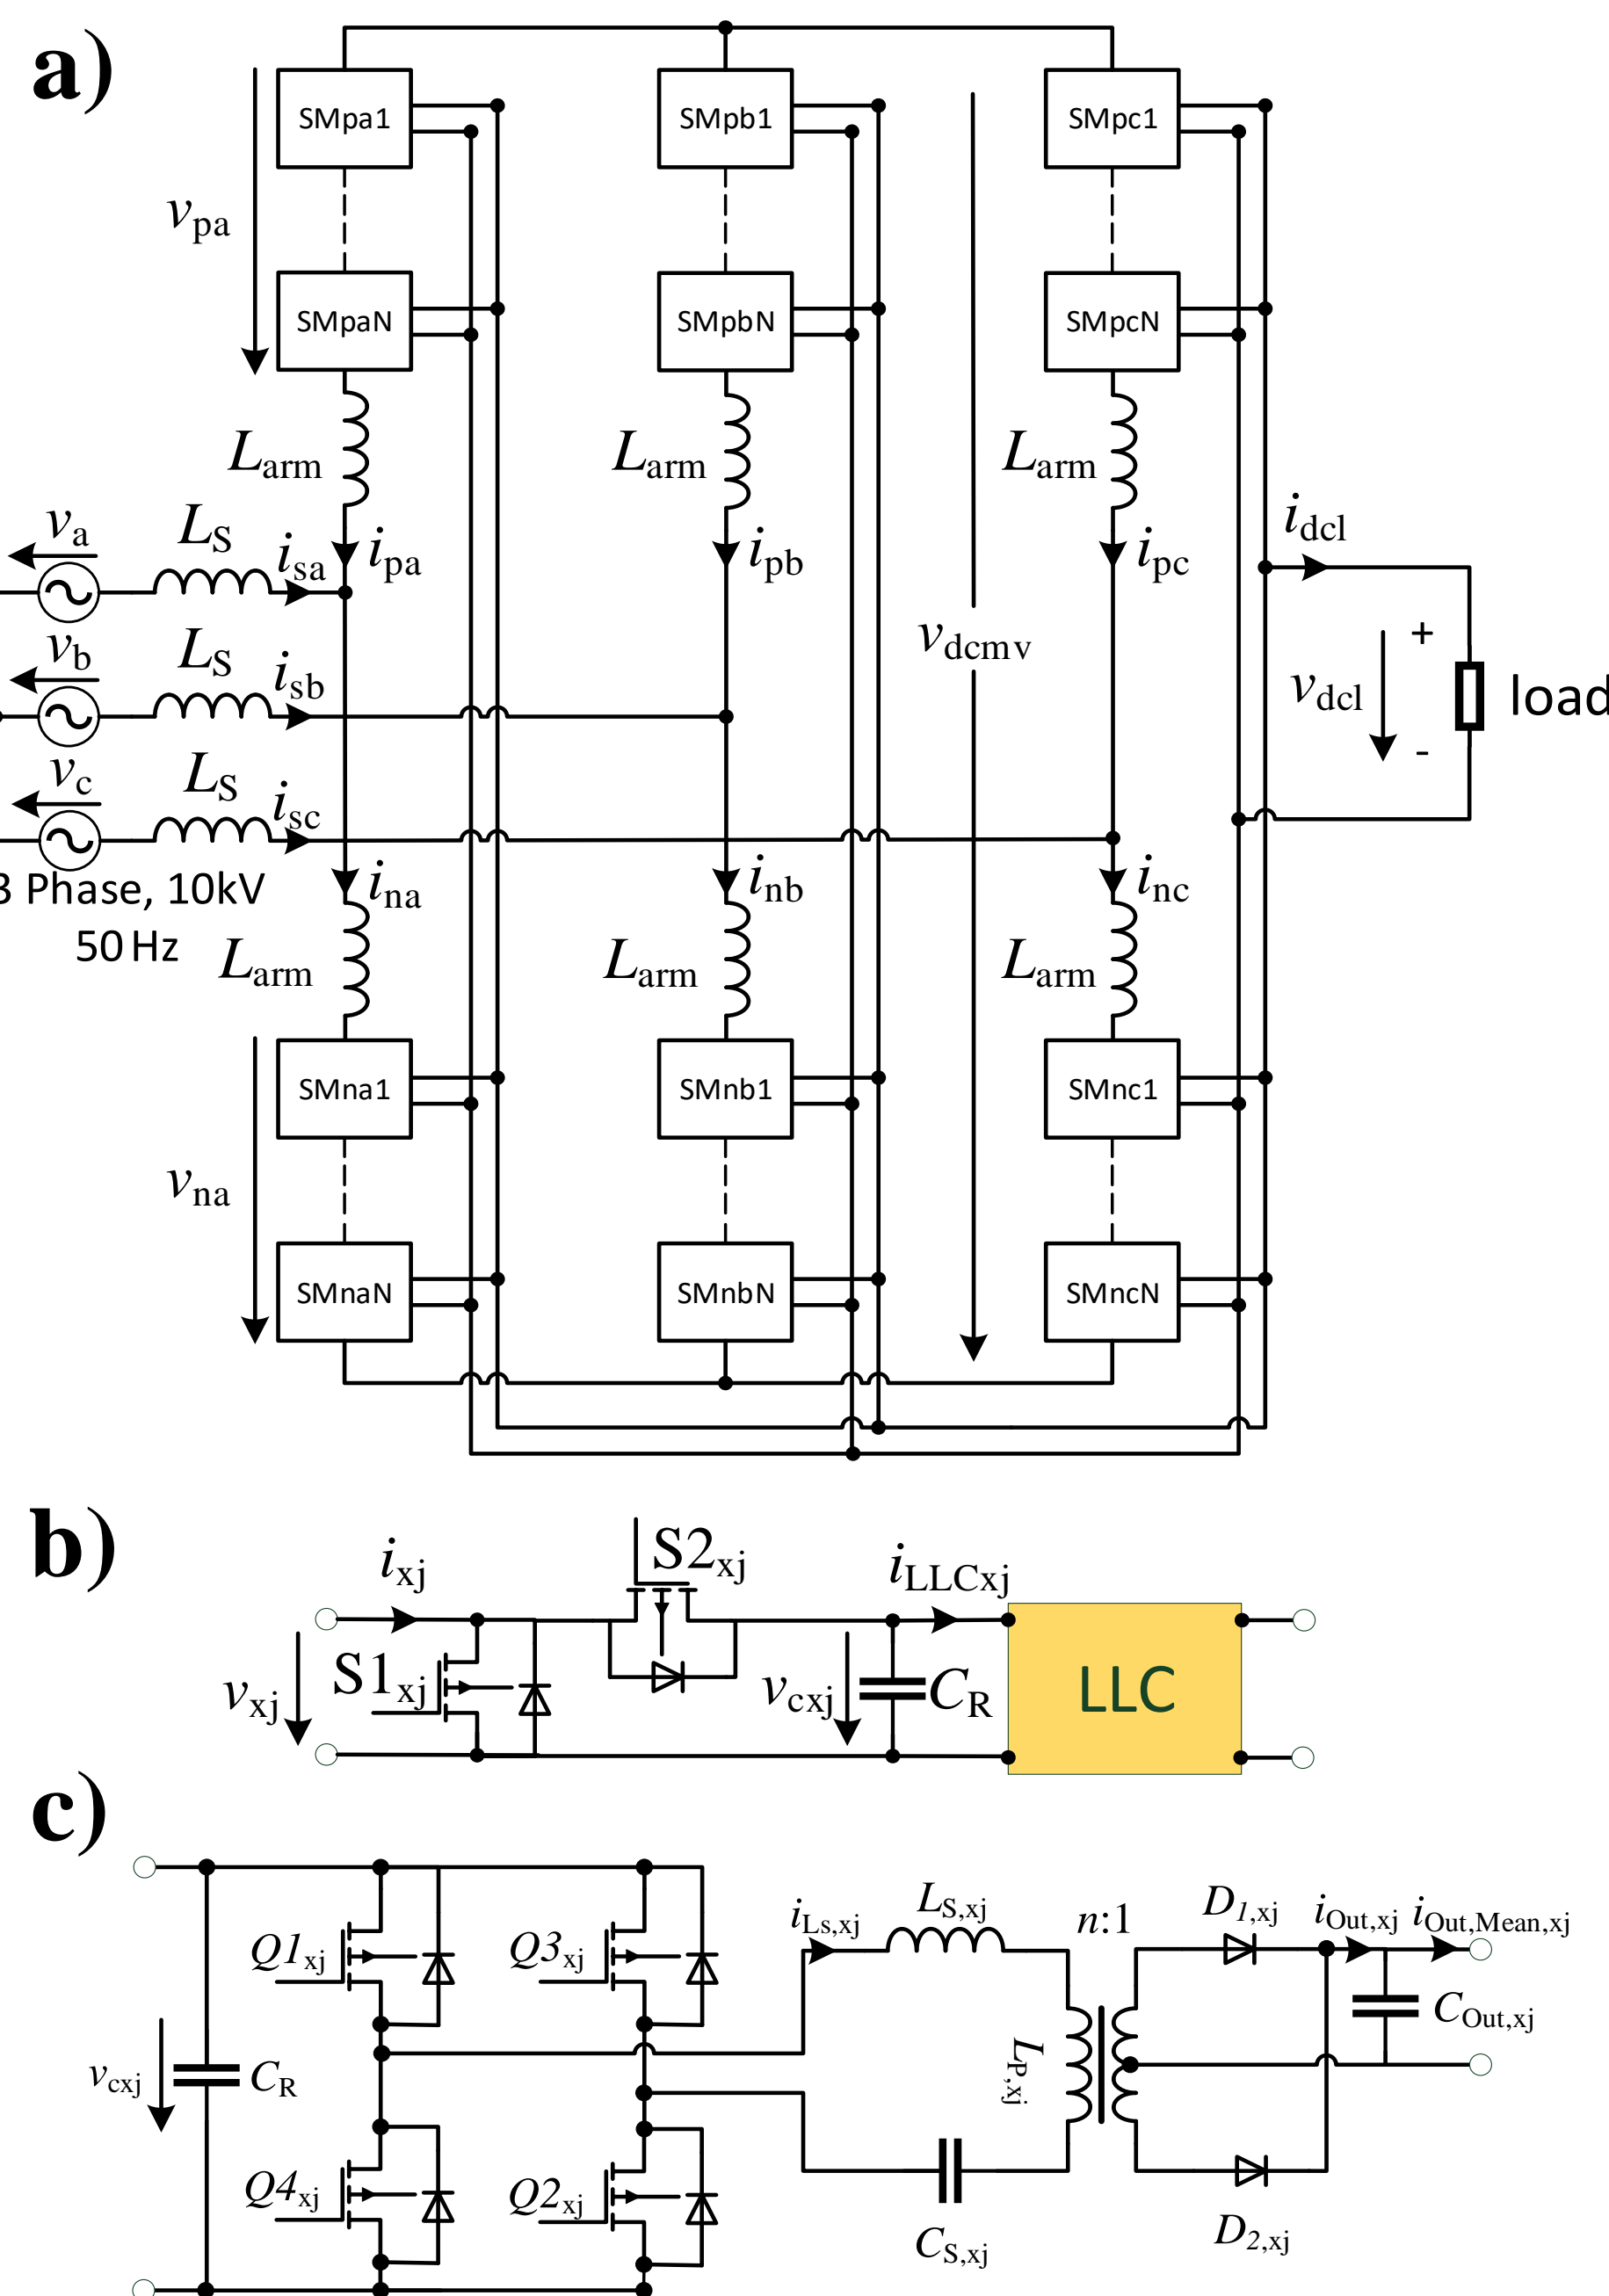 a)
SMpa1 SMpb1 SMpc1
vpa
SMpaN SMpbN SMpcN
Larm Larm Larm
va LS isa ipa ipb ipc idcl
vb LS isb vdcmv + vdcl load
vc LS isc -
3 Phase, 10kV
50 Hz
ina inb inc
Larm Larm Larm
SMna1 SMnb1 SMnc1
vna
SMnaN SMnbN SMncN
b)
ixj S2xj iLLCxj
vxj S1xj vcxj CR LLC
c)
iLs,xj LS,xj n:1 D1,xj iOut,xj iOut,Mean,xj
Q1xj Q3xj
COut,xj
vcxj CR LP,xj
Q4xj Q2xj
CS,xj D2,xj